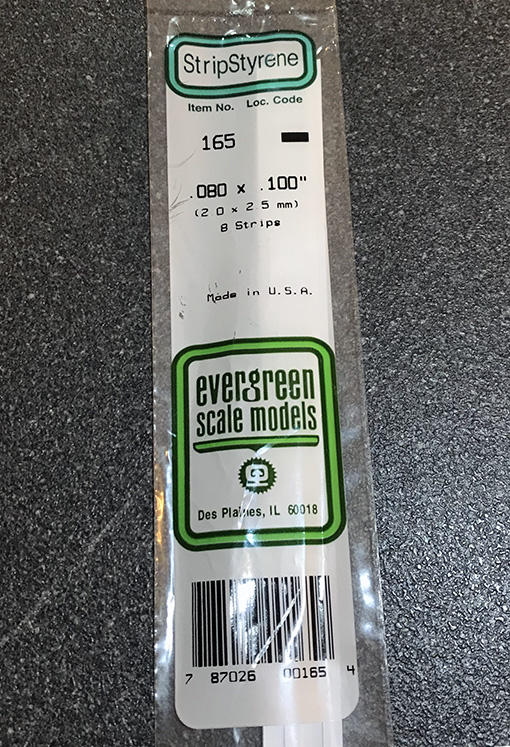 StripStyrene
Item No. Loc. Code
165
.080 x .100"
(2.0 x 2.5 mm)
8 Strips
Made in U.S.A.
evergreen
scale models
Des Plaines, IL 60018
7 87026 00165 4